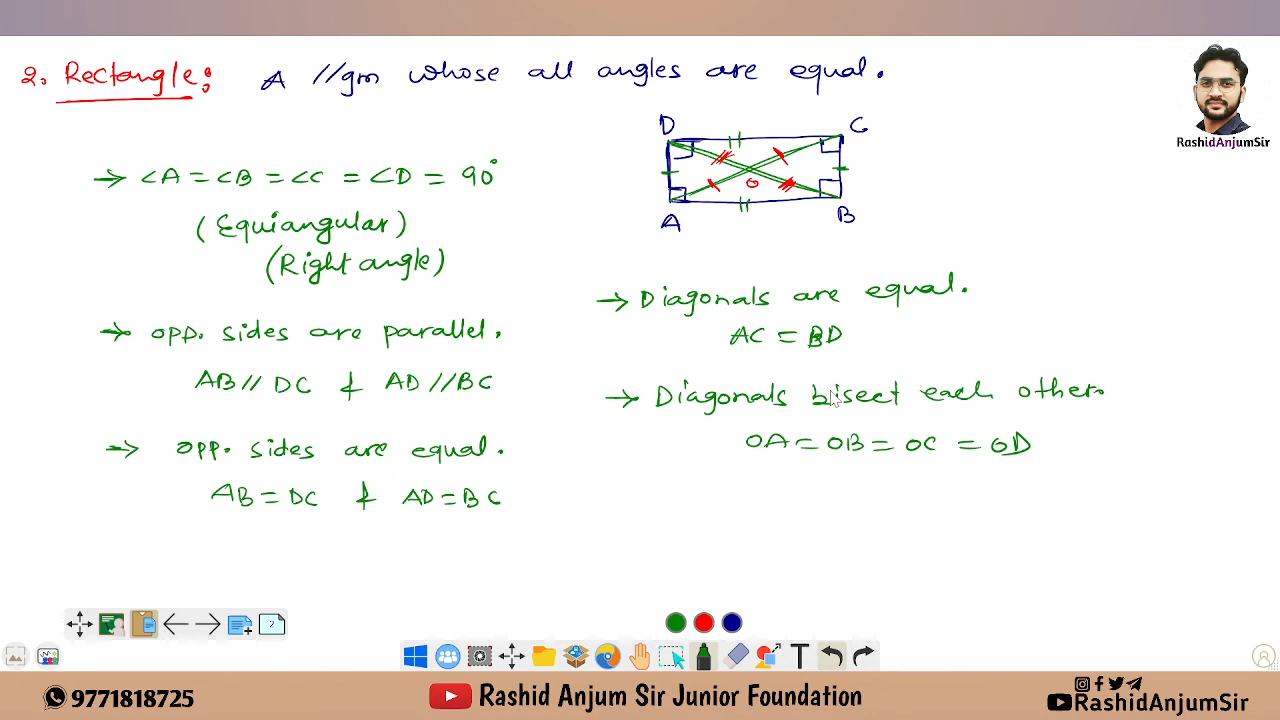 2. Rectangle: A //gm whose all angles are equal.
RashidAnjumSir
D C
A B
O
→ ∠A = ∠B = ∠C = ∠D = 90°
(Equiangular)
(Right angle)
→ opp. sides are parallel.
AB // DC & AD // BC
→ opp. sides are equal.
AB = DC & AD = BC
→ Diagonals are equal.
AC = BD
→ Diagonals bisect each other.
OA = OB = OC = OD
2
T
9771818725
Rashid Anjum Sir Junior Foundation
RashidAnjumSir